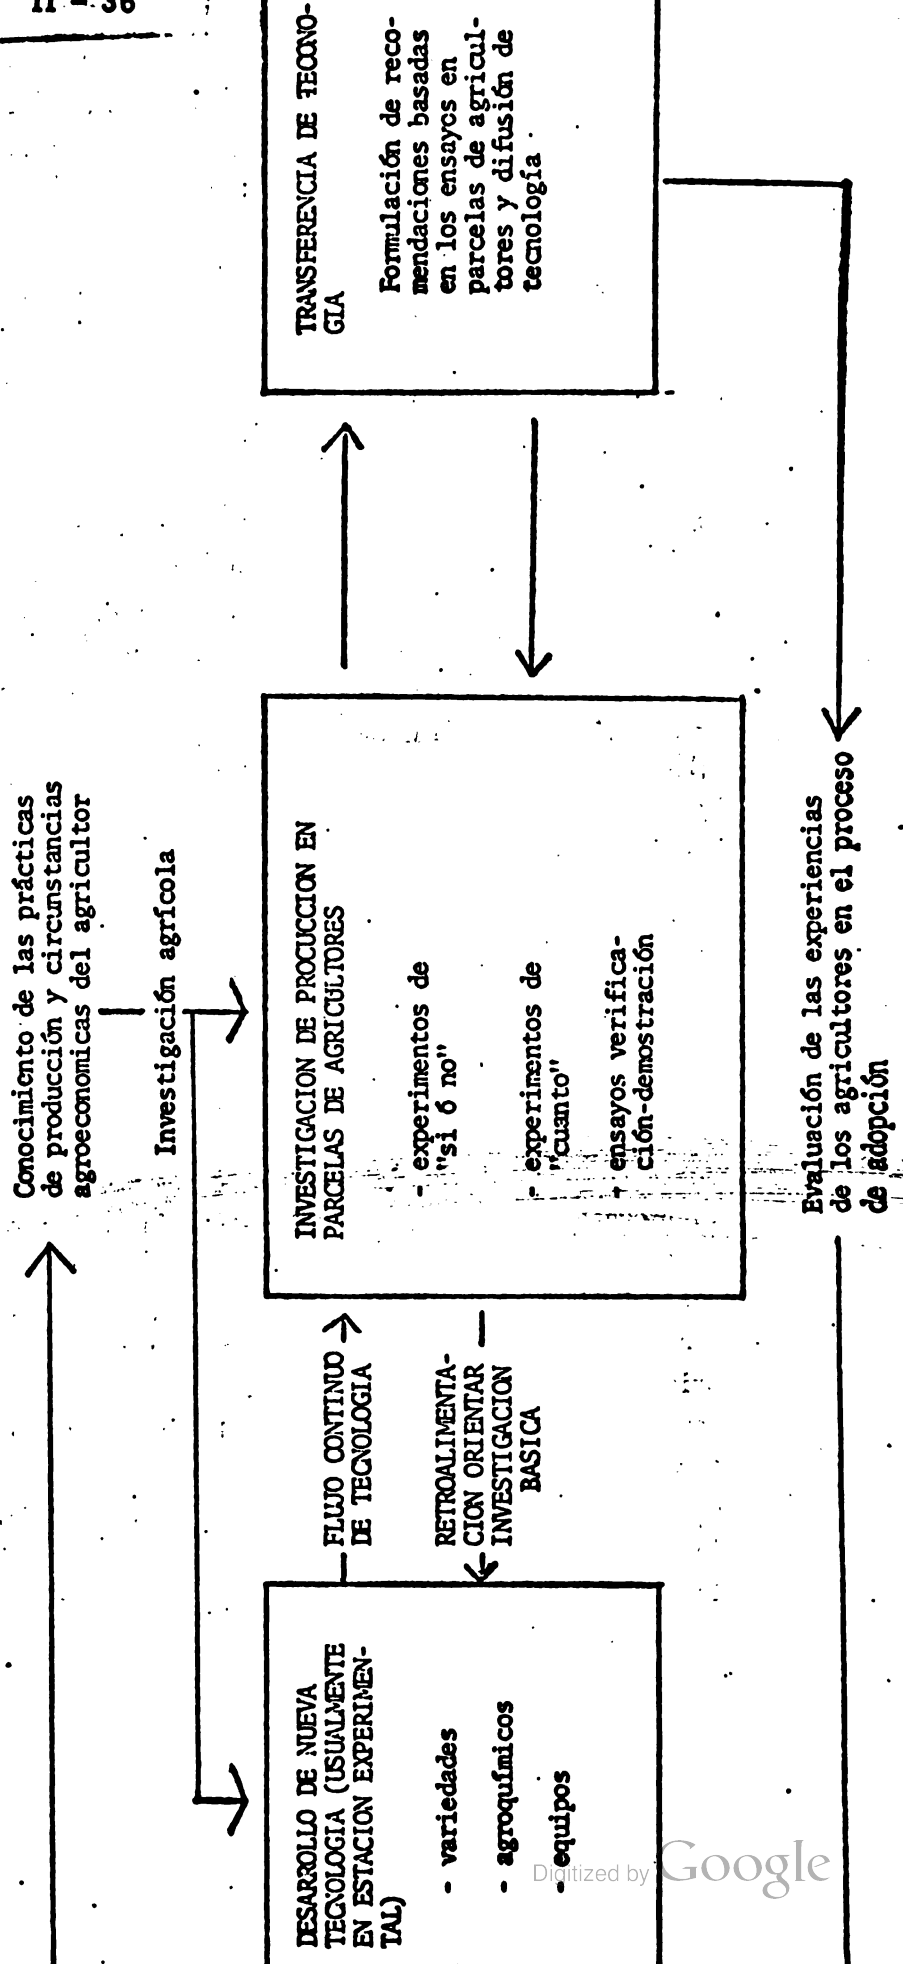 II - 36
Conocimiento de las prácticas
de producción y circunstancias
agroeconomicas del agricultor
Investigación agrícola
DESARROLLO DE NUEVA
TECNOLOGIA (USUALMENTE
EN ESTACION EXPERIMEN-
TAL)
- variedades
- agroquímicos
- equipos
FLUJO CONTINUO
DE TECNOLOGIA
RETROALIMENTA-
CION ORIENTAR
INVESTIGACION
BASICA
INVESTIGACION DE PROCUCCION EN
PARCELAS DE AGRICULTORES
- experimentos de
"si ó no"
- experimentos de
"cuanto"
- ensayos verifica-
ción-demostración
TRANSFERENCIA DE TECONO-
GIA
Formulación de reco-
mendaciones basadas
en los ensayos en
parcelas de agricul-
tores y difusión de
tecnología
Evaluación de las experiencias
de los agricultores en el proceso
de adopción
Digitized by Google